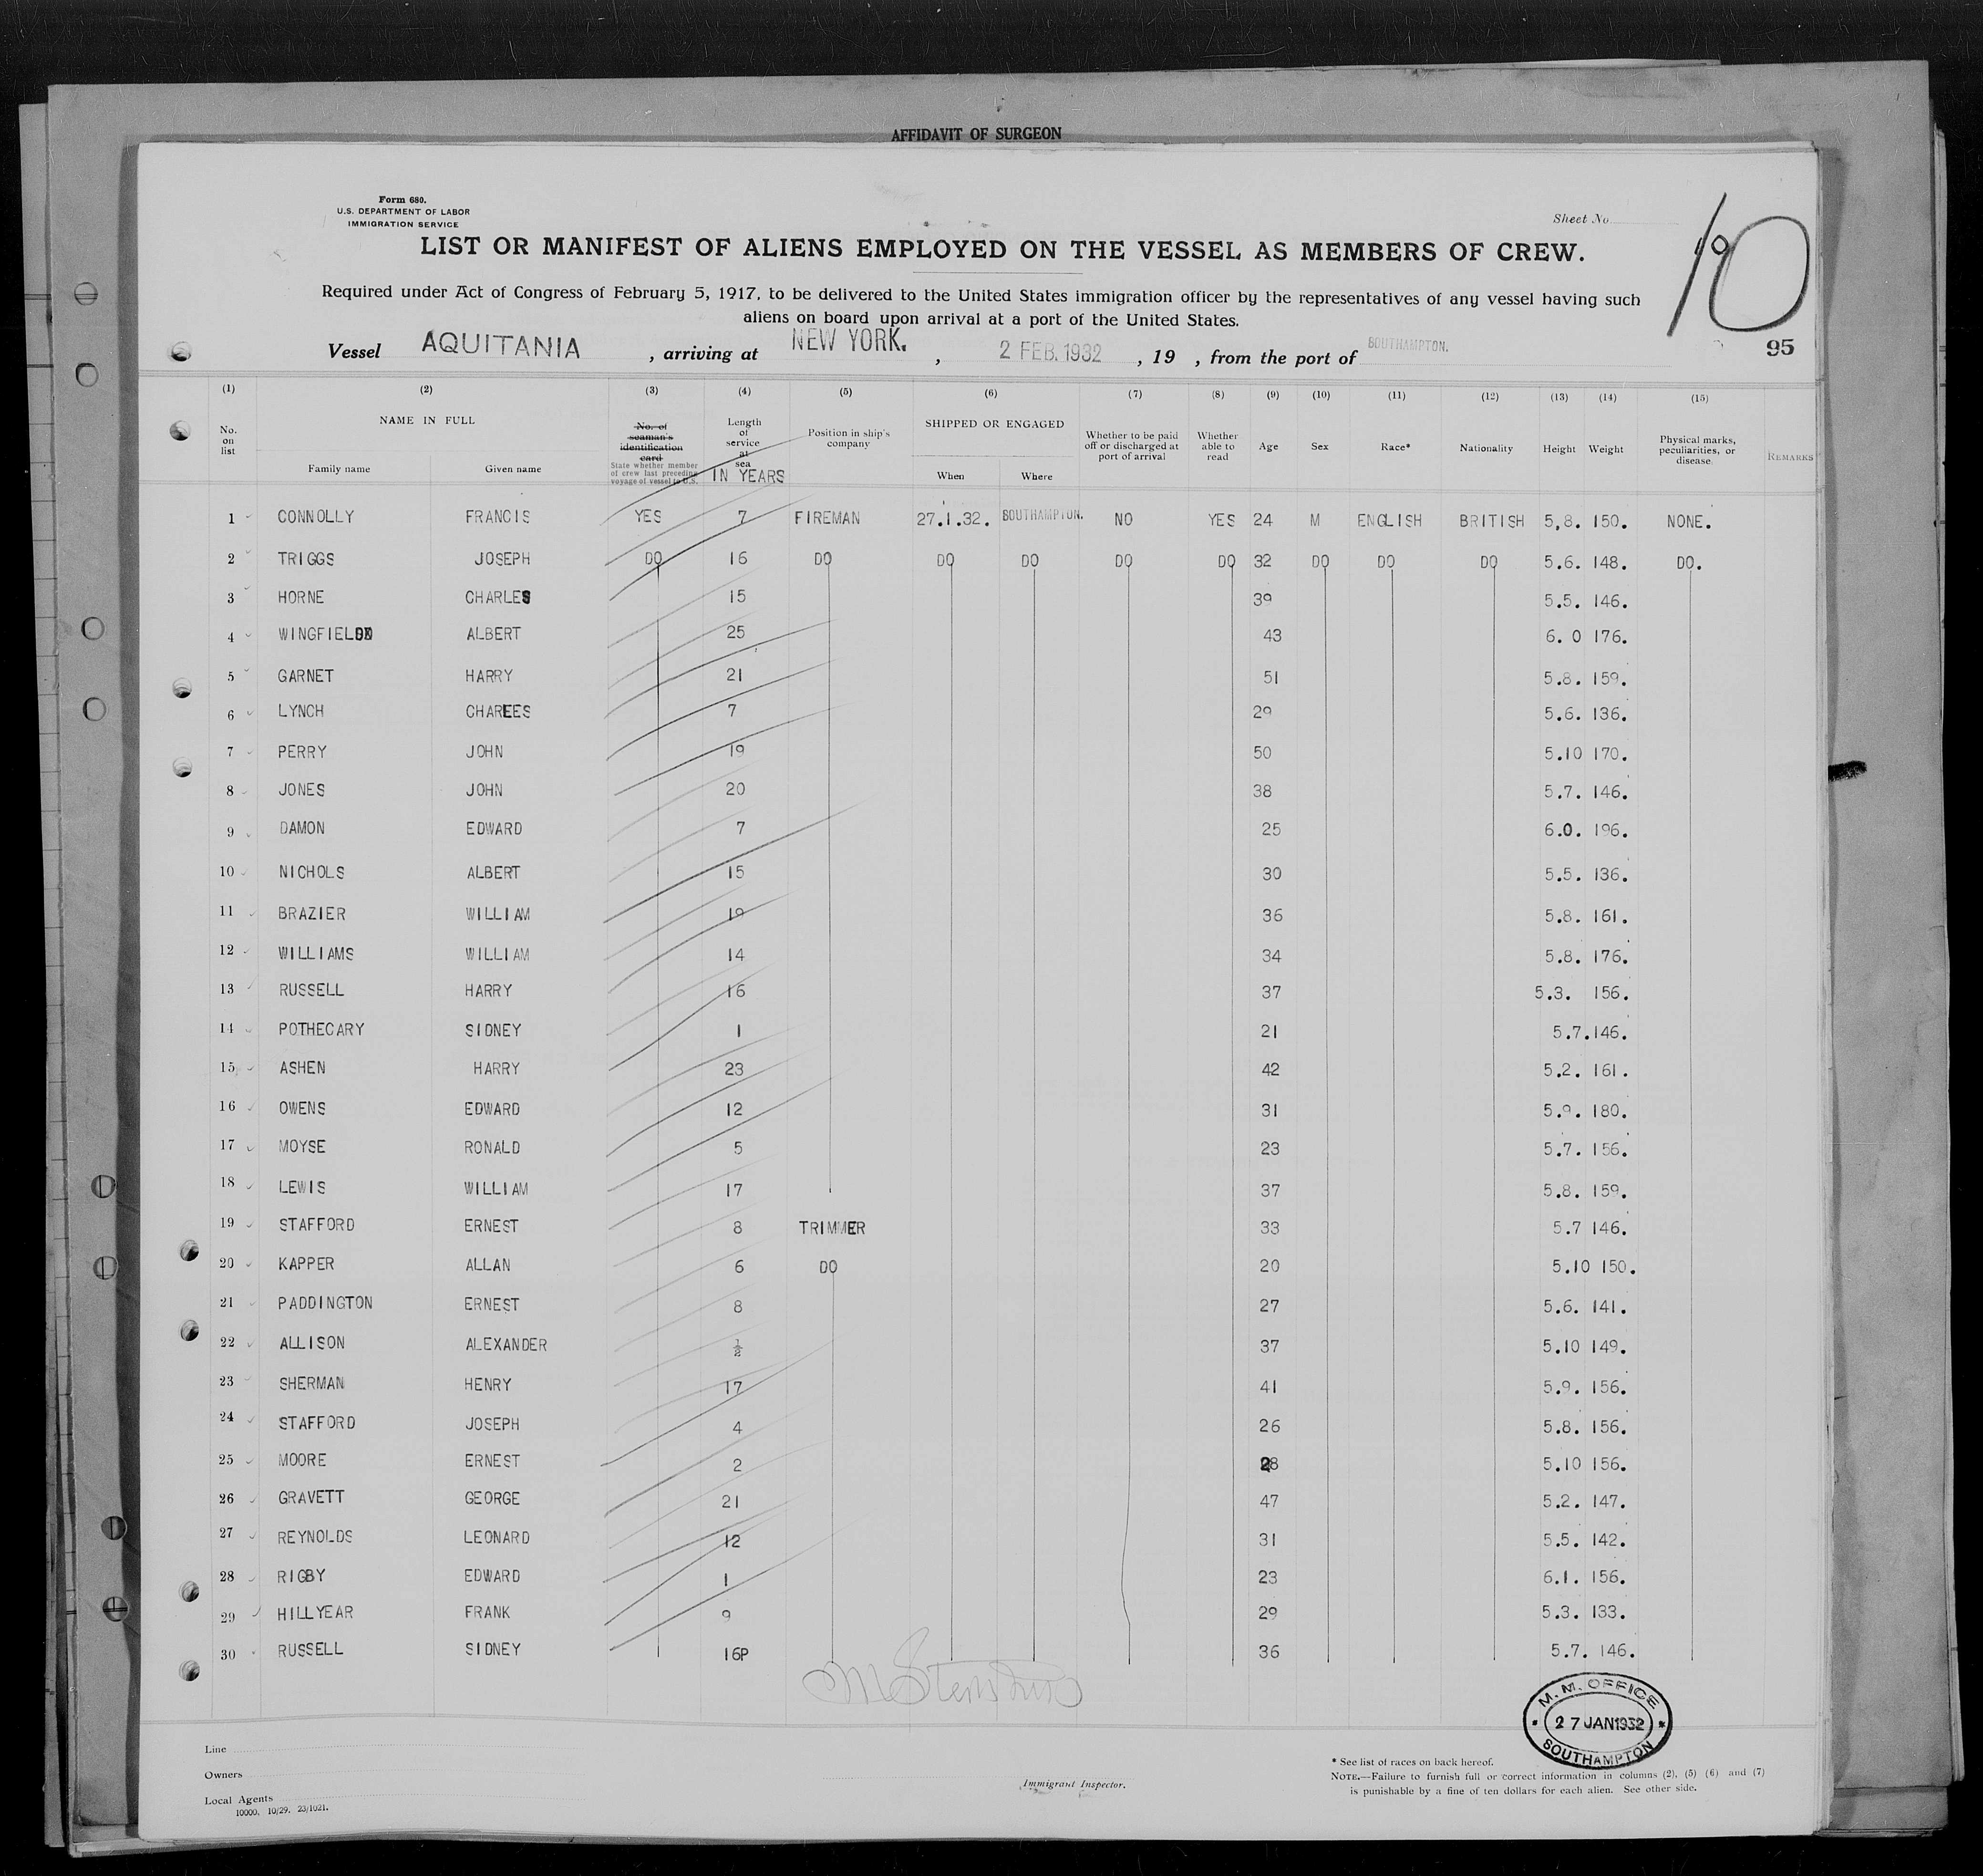 AFFIDAVIT OF SURGEON
Form 680.
U.S. DEPARTMENT OF LABOR
IMMIGRATION SERVICE
Sheet No.
10
LIST OR MANIFEST OF ALIENS EMPLOYED ON THE VESSEL AS MEMBERS OF CREW.
Required under Act of Congress of February 5, 1917, to be delivered to the United States immigration officer by the representatives of any vessel having such
aliens on board upon arrival at a port of the United States.
Vessel AQUITANIA , arriving at NEW YORK. , 2 FEB. 1932 , 19 , from the port of SOUTHAMPTON.
95
(1) (2) (3) (4) (5) (6) (7) (8) (9) (10) (11) (12) (13) (14) (15)
No. on list
NAME IN FULL
Family name Given name
No. of seaman's identification card
State whether member of crew last preceding voyage of vessel to U.S.
Length of service at sea
IN YEARS
Position in ship's company
SHIPPED OR ENGAGED
When Where
Whether to be paid off or discharged at port of arrival
Whether able to read
Age Sex Race* Nationality Height Weight
Physical marks, peculiarities, or disease
REMARKS
1 CONNOLLY FRANCIS YES 7 FIREMAN 27.1.32. SOUTHAMPTON. NO YES 24 M ENGLISH BRITISH 5,8. 150. NONE.
2 TRIGGS JOSEPH DO 16 DO DO DO DO DO 32 DO DO DO 5.6. 148. DO.
3 HORNE CHARLES 15 39 5.5. 146.
4 WINGFIELD ALBERT 25 43 6. 0 176.
5 GARNET HARRY 21 51 5.8. 159.
6 LYNCH CHAREES 7 29 5.6. 136.
7 PERRY JOHN 19 50 5.10 170.
8 JONES JOHN 20 38 5.7. 146.
9 DAMON EDWARD 7 25 6.0. 196.
10 NICHOLS ALBERT 15 30 5.5. 136.
11 BRAZIER WILLIAM 19 36 5.8. 161.
12 WILLIAMS WILLIAM 14 34 5.8. 176.
13 RUSSELL HARRY 16 37 5.3. 156.
14 POTHECARY SIDNEY 1 21 5.7.146.
15 ASHEN HARRY 23 42 5.2. 161.
16 OWENS EDWARD 12 31 5.9. 180.
17 MOYSE RONALD 5 23 5.7. 156.
18 LEWIS WILLIAM 17 37 5.8. 159.
19 STAFFORD ERNEST 8 TRIMMER 33 5.7 146.
20 KAPPER ALLAN 6 DO 20 5.10 150.
21 PADDINGTON ERNEST 8 27 5.6. 141.
22 ALLISON ALEXANDER ½ 37 5.10 149.
23 SHERMAN HENRY 17 41 5.9. 156.
24 STAFFORD JOSEPH 4 26 5.8. 156.
25 MOORE ERNEST 2 28 5.10 156.
26 GRAVETT GEORGE 21 47 5.2. 147.
27 REYNOLDS LEONARD 12 31 5.5. 142.
28 RIGBY EDWARD 1 23 6.1. 156.
29 HILLYEAR FRANK 9 29 5.3. 133.
30 RUSSELL SIDNEY 16P 36 5.7. 146.
M. M. OFFICE
27 JAN 1932
SOUTHAMPTON
Line
Owners
Local Agents
10000. 10/29. 23/1021.
Immigrant Inspector.
* See list of races on back hereof.
NOTE.—Failure to furnish full or correct information in columns (2), (5) (6) and (7)
is punishable by a fine of ten dollars for each alien. See other side.